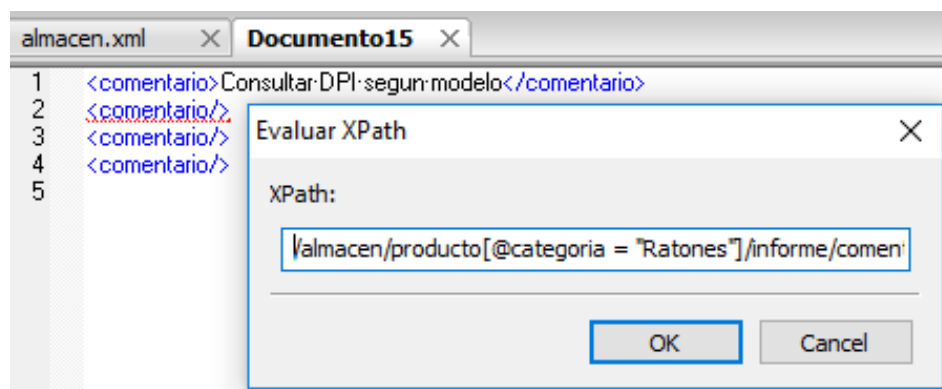 almacen.xml
Documento15
1 <comentario>Consultar·DPI·segun·modelo</comentario>
2 <comentario/>
3 <comentario/>
4 <comentario/>
5
Evaluar XPath
XPath:
/almacen/producto[@categoria = "Ratones"]/informe/coment
OK Cancel